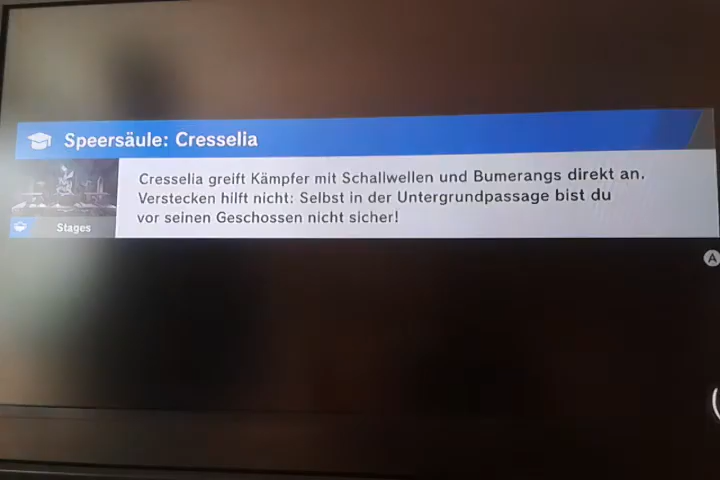 Speersäule: Cresselia
Cresselia greift Kämpfer mit Schallwellen und Bumerangs direkt an.
Verstecken hilft nicht: Selbst in der Untergrundpassage bist du
vor seinen Geschossen nicht sicher!
Stages
A